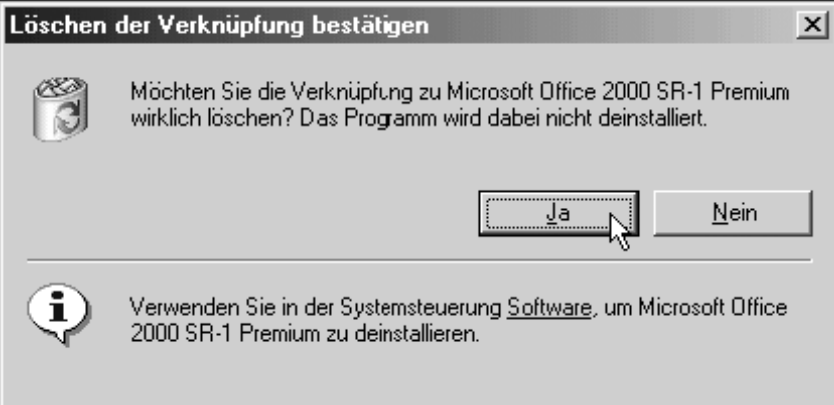 Löschen der Verknüpfung bestätigen
Möchten Sie die Verknüpfung zu Microsoft Office 2000 SR-1 Premium
wirklich löschen? Das Programm wird dabei nicht deinstalliert.
Ja Nein
Verwenden Sie in der Systemsteuerung Software, um Microsoft Office
2000 SR-1 Premium zu deinstallieren.